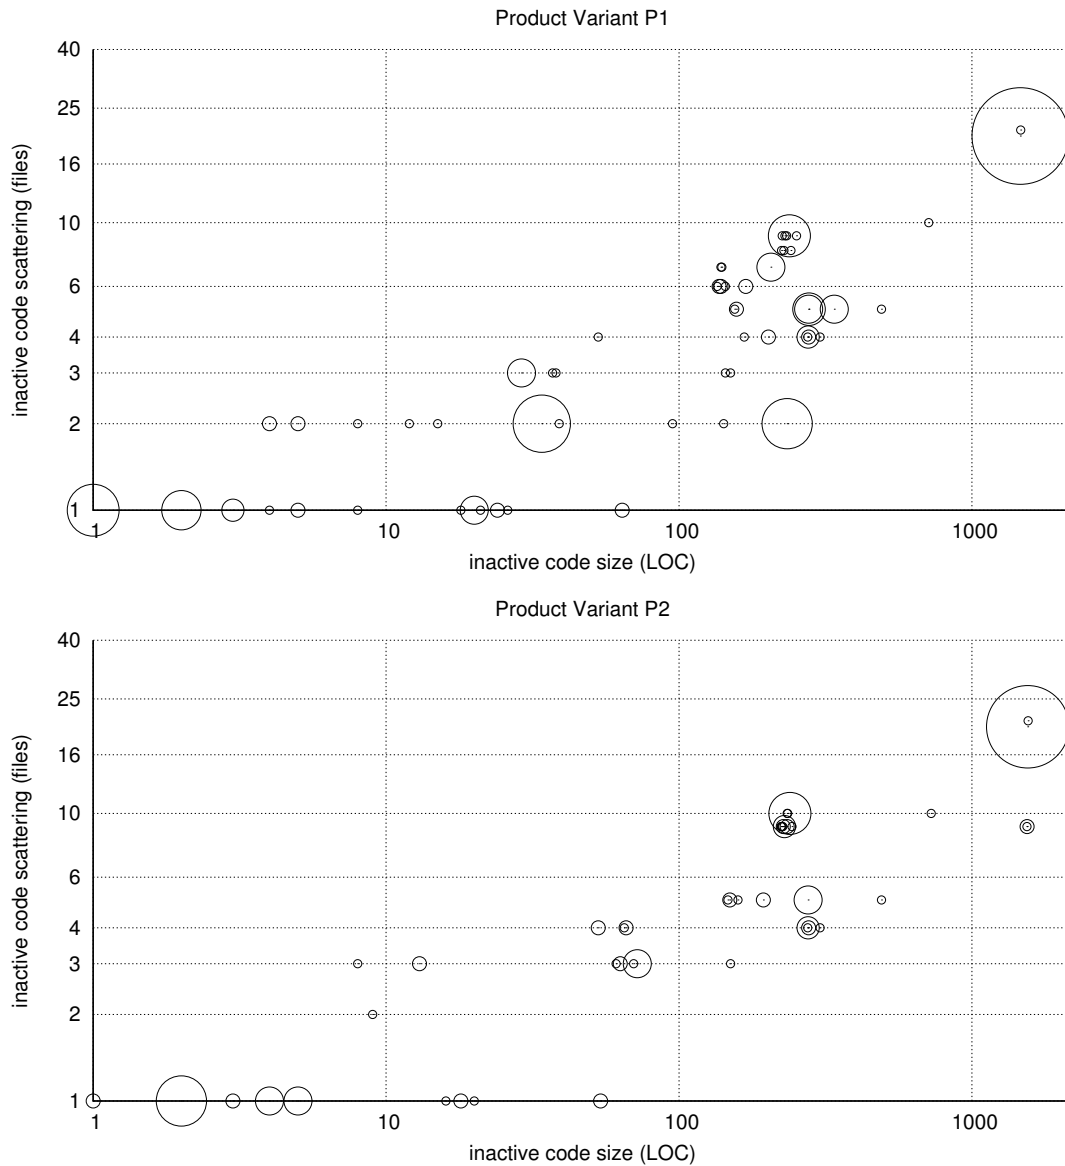 Product Variant P1
40
25
16
10
6
4
3
2
1
inactive code scattering (files)
1 10 100 1000
inactive code size (LOC)
Product Variant P2
40
25
16
10
6
4
3
2
1
inactive code scattering (files)
1 10 100 1000
inactive code size (LOC)